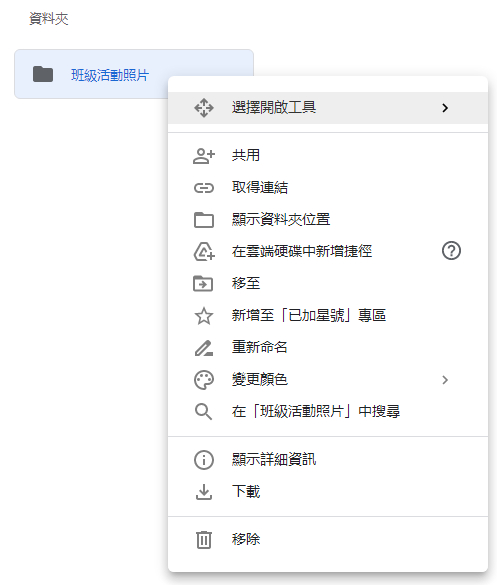 資料夾
班級活動照片
選擇開啟工具
共用
取得連結
顯示資料夾位置
在雲端硬碟中新增捷徑
移至
新增至「已加星號」專區
重新命名
變更顏色
在「班級活動照片」中搜尋
顯示詳細資訊
下載
移除